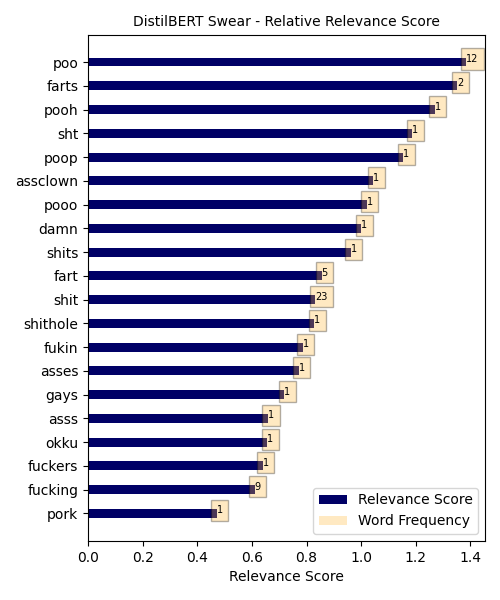 DistilBERT Swear - Relative Relevance Score
poo 12
farts 2
pooh 1
sht 1
poop 1
assclown 1
pooo 1
damn 1
shits 1
fart 5
shit 23
shithole 1
fukin 1
asses 1
gays 1
asss 1
okku 1
fuckers 1
fucking 9
pork 1
Relevance Score
Word Frequency
0.0 0.2 0.4 0.6 0.8 1.0 1.2 1.4
Relevance Score